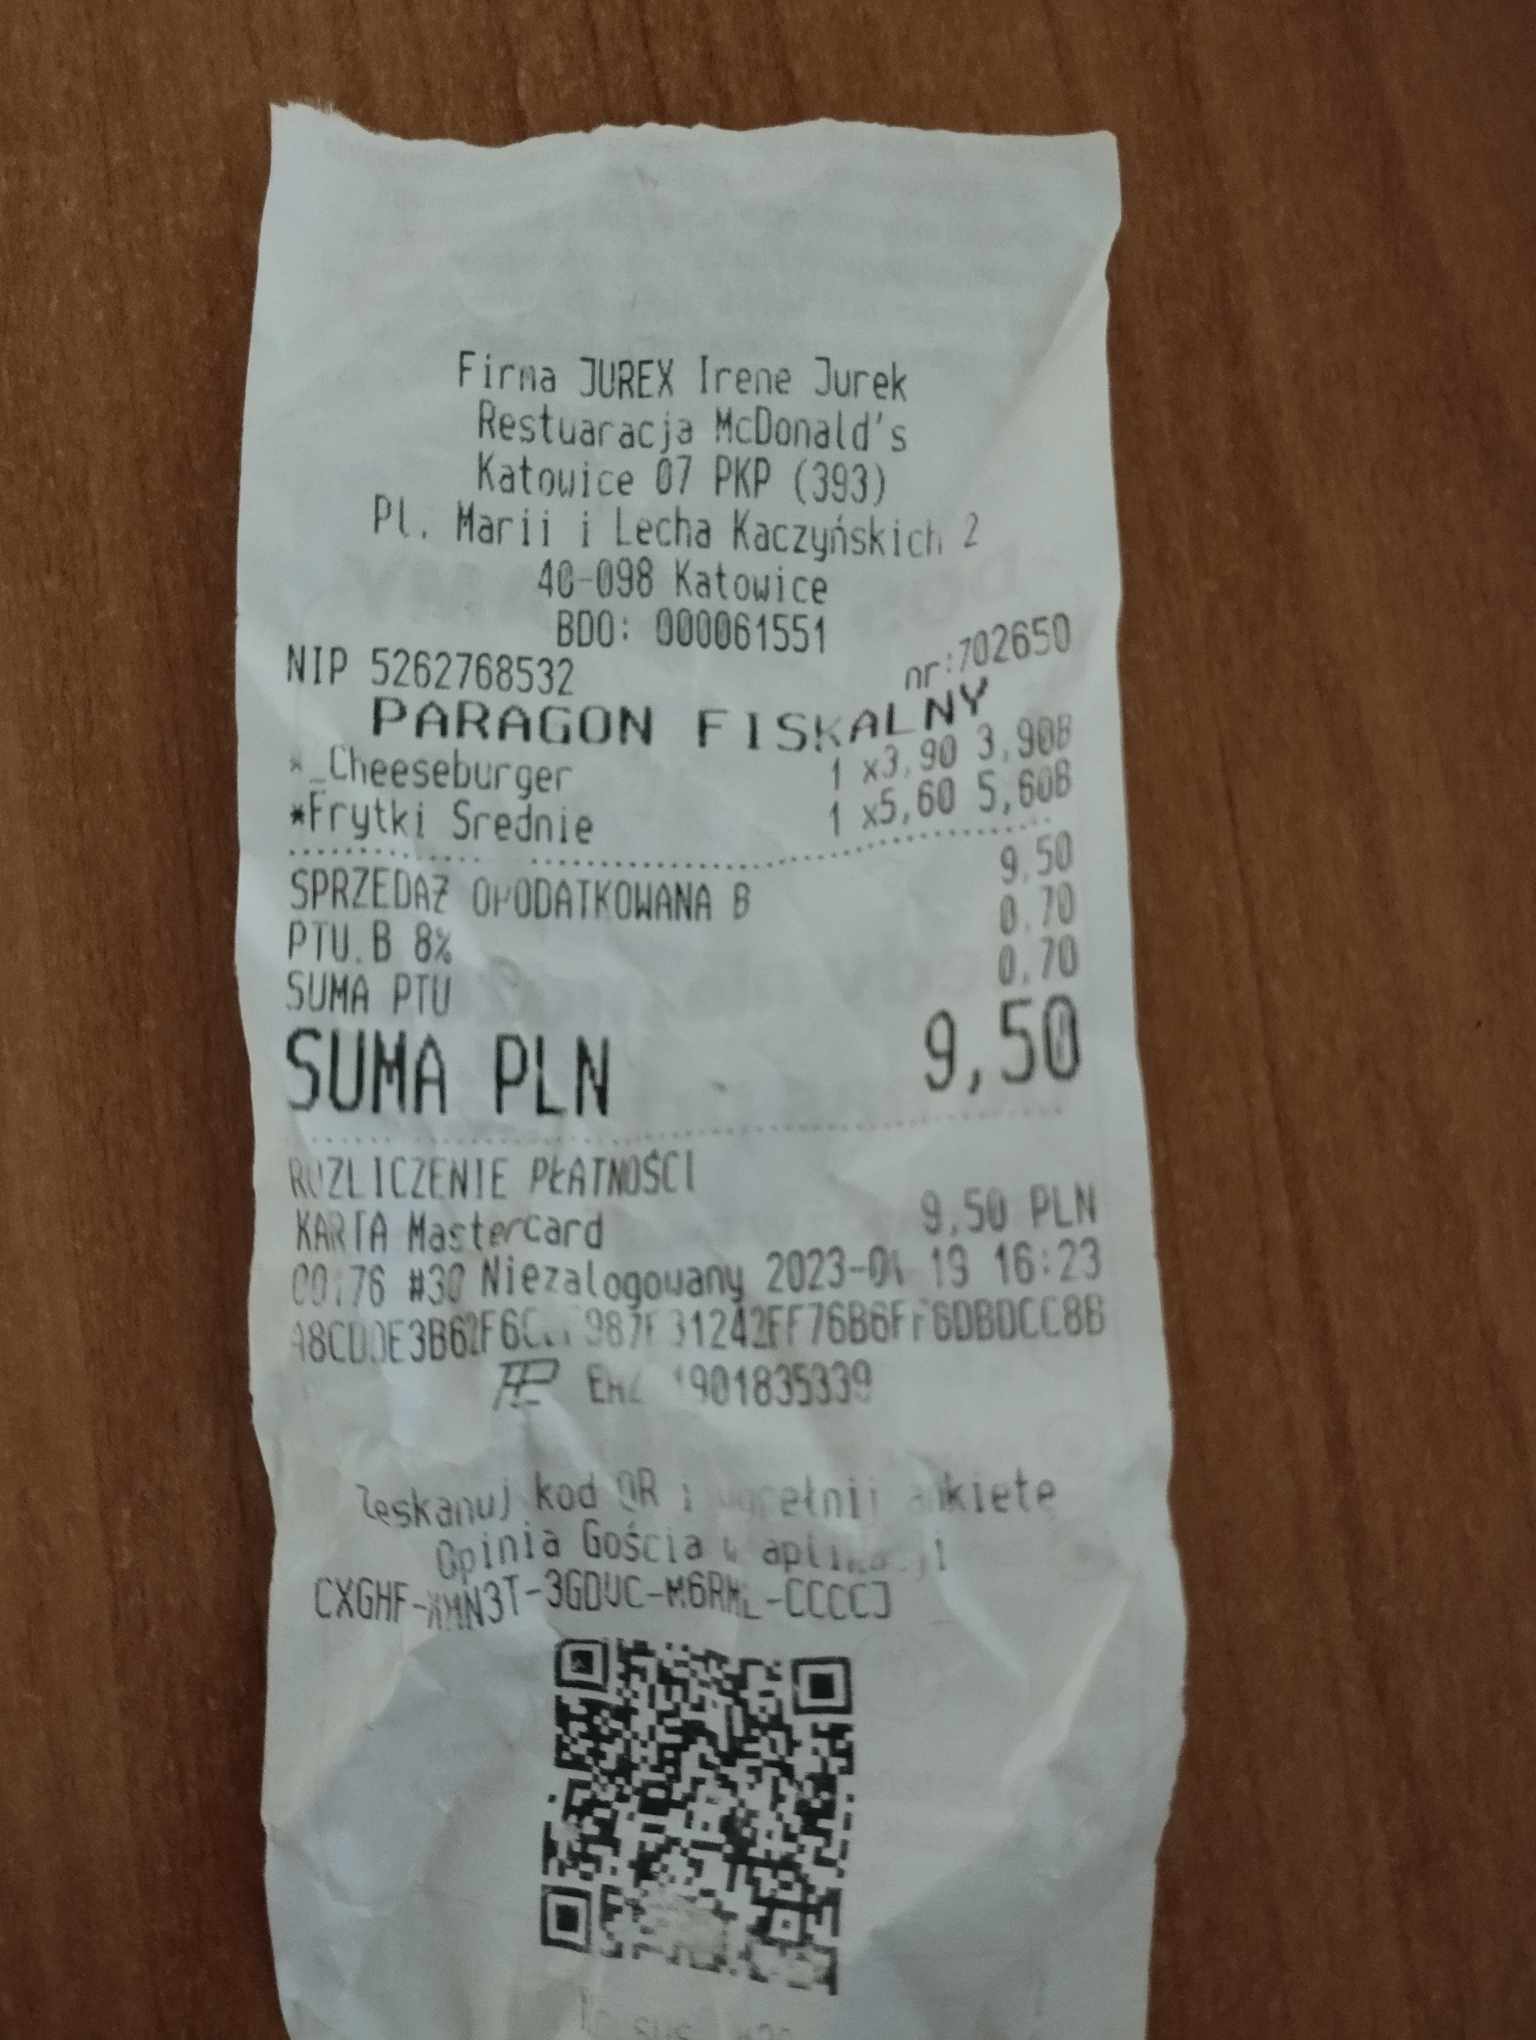 Firma JUREX Irene Jurek
Restuaracja McDonald's
Katowice 07 PKP (393)
Pl. Marii i Lecha Kaczyńskich 2
40-098 Katowice
BDO: 000061551
NIP 5262768532 nr:702650
PARAGON FISKALNY
*_Cheeseburger 1 x3,90 3,90B
*Frytki Srednie 1 x5,60 5,60B
SPRZEDAŻ OPODATKOWANA B 9,50
PTU B 8% 0,70
SUMA PTU 0,70
SUMA PLN 9,50
ROZLICZENIE PŁATNOŚCI
KARTA Mastercard 9,50 PLN
#30 Niezalogowany 16:23
Zeskanuj kod QR i
Opinia Gościa w aplikacji